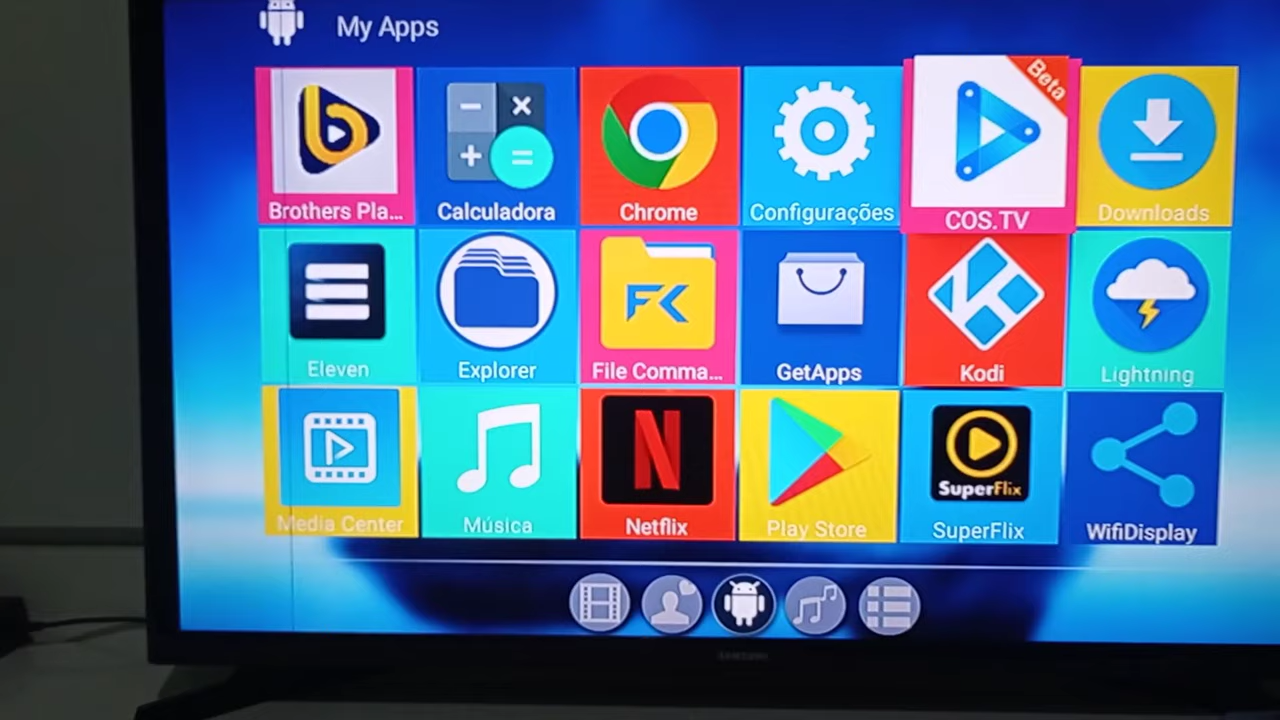 My Apps
Beta
Brothers Pla...
Calculadora
Chrome
Configurações
COS.TV
Downloads
Eleven
Explorer
FK
File Comma...
GetApps
Kodi
Lightning
SuperFlix
Media Center
Música
Netflix
Play Store
SuperFlix
WifiDisplay
SAMSUNG